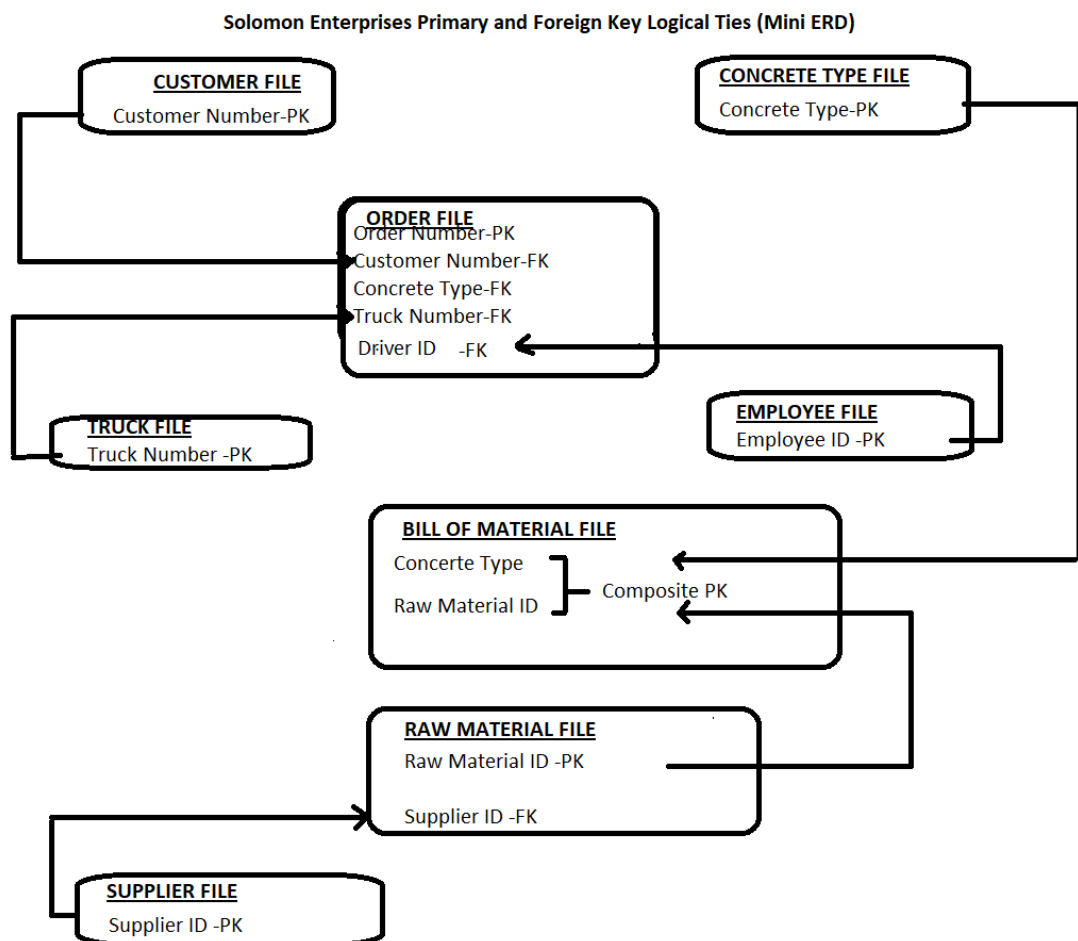 Solomon Enterprises Primary and Foreign Key Logical Ties (Mini ERD)
CUSTOMER FILE
Customer Number-PK
CONCRETE TYPE FILE
Concrete Type-PK
ORDER FILE
Order Number-PK
Customer Number-FK
Concrete Type-FK
Truck Number-FK
Driver ID -FK
TRUCK FILE
Truck Number -PK
EMPLOYEE FILE
Employee ID -PK
BILL OF MATERIAL FILE
Concerte Type
Composite PK
Raw Material ID
RAW MATERIAL FILE
Raw Material ID -PK
Supplier ID -FK
SUPPLIER FILE
Supplier ID -PK